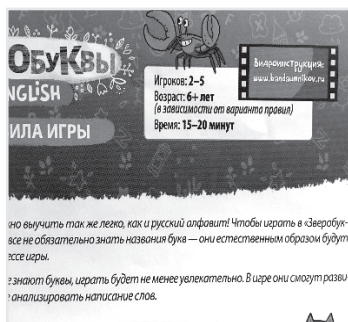 ОБУКВЫ
NGLISH
ИЛА ИГРЫ
Игроков: 2–5
Возраст: 6+ лет
(в зависимости от варианта правил)
Время: 15–20 минут
Видеоинструкция:
www.bandaumnikov.ru
но выучить так же легко, как и русский алфавит! Чтобы играть в «Зверобук-
все не обязательно знать названия букв — они естественным образом будут
ессе игры.
знают буквы, играть будет не менее увлекательно. В игре они смогут разви-
анализировать написание слов.